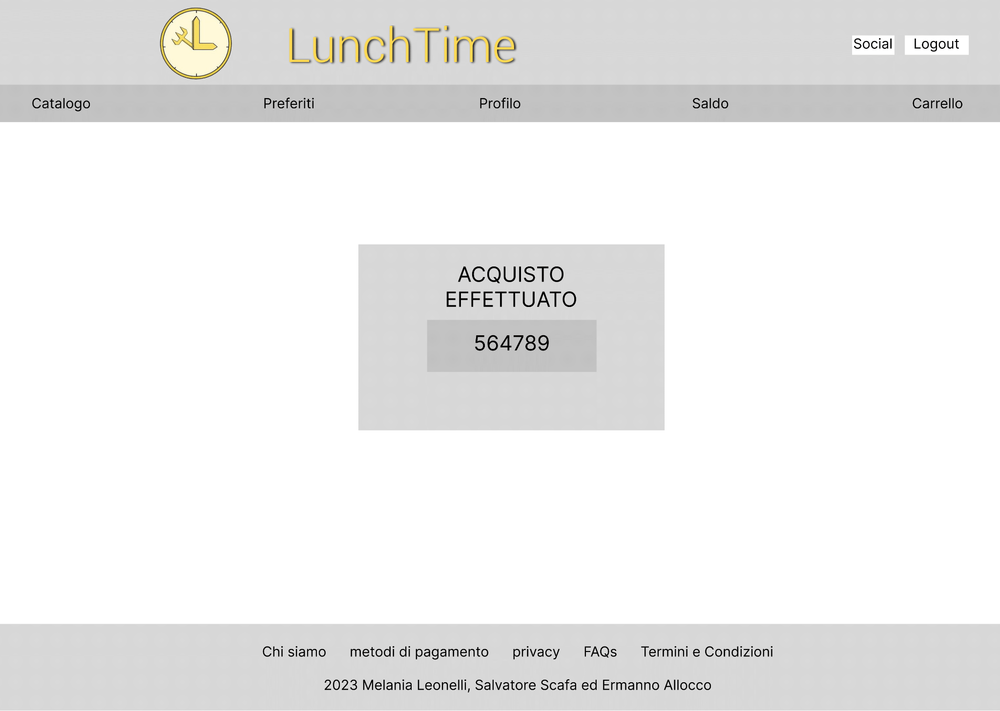 LunchTime
Social Logout
Catalogo Preferiti Profilo Saldo Carrello
ACQUISTO
EFFETTUATO
564789
Chi siamo metodi di pagamento privacy FAQs Termini e Condizioni
2023 Melania Leonelli, Salvatore Scafa ed Ermanno Allocco